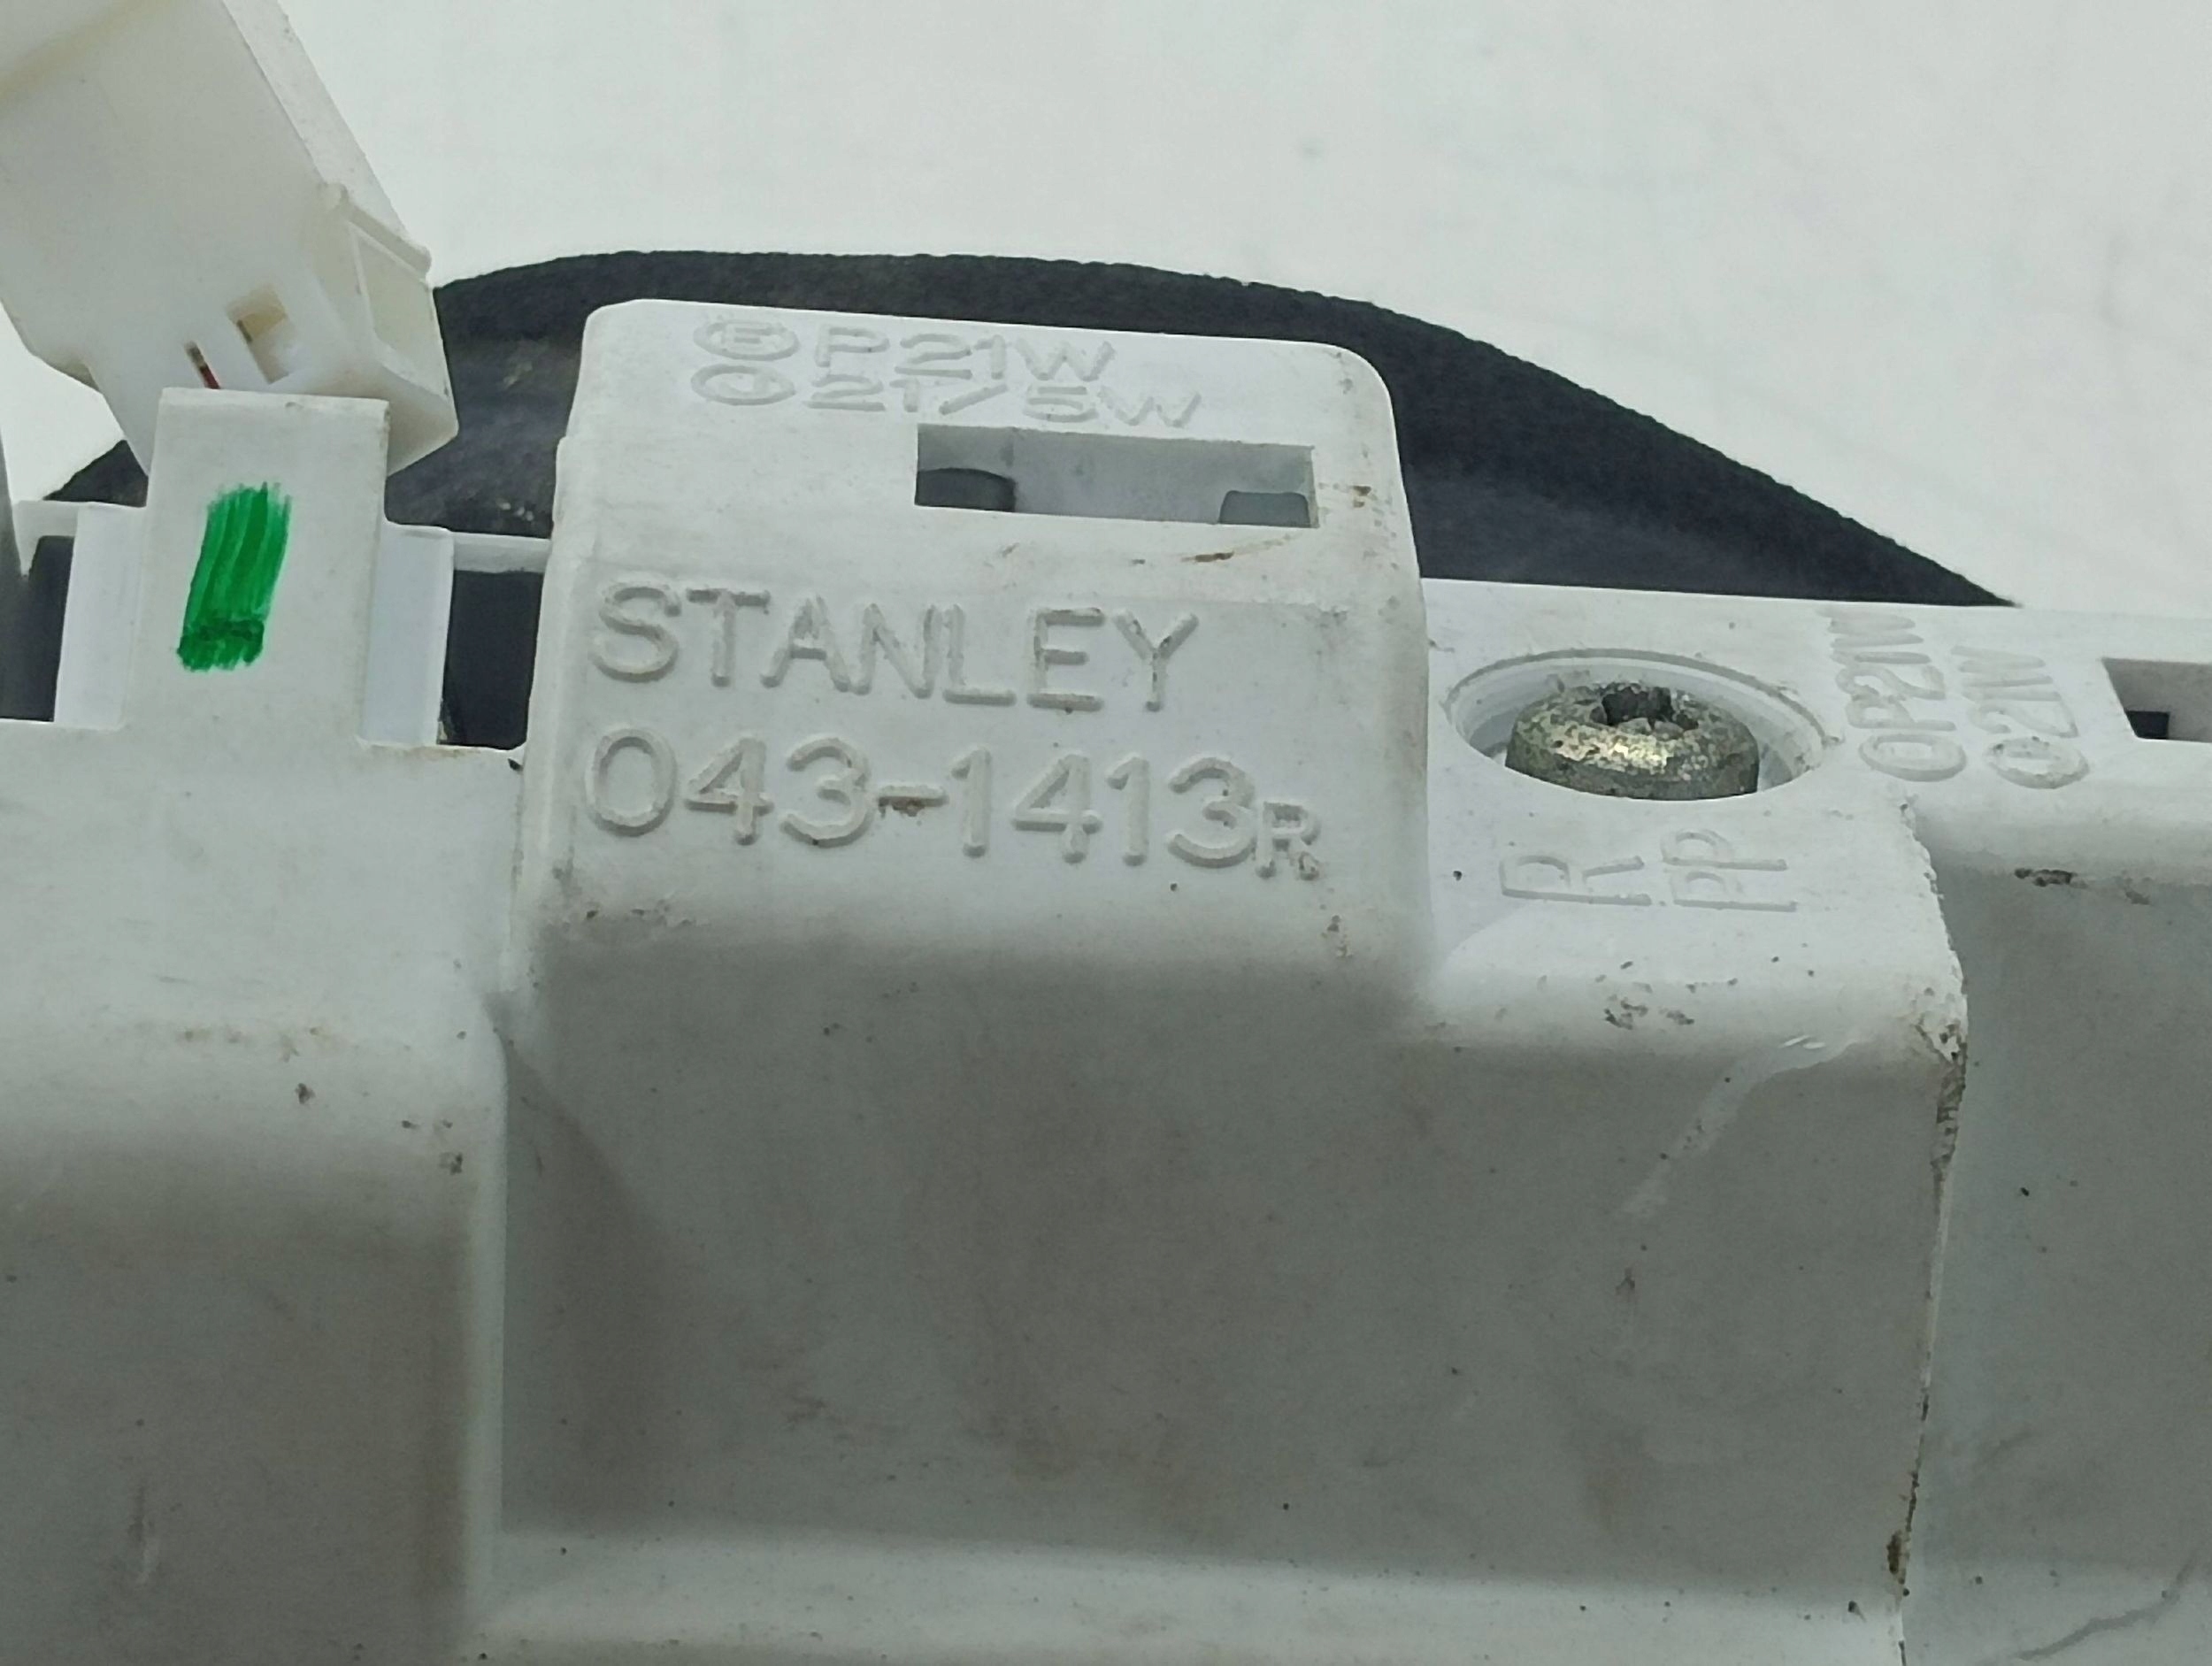 Ⓔ P21W
Ⓙ 21/5W
STANLEY
043-1413R
R
PP
P21W
21W